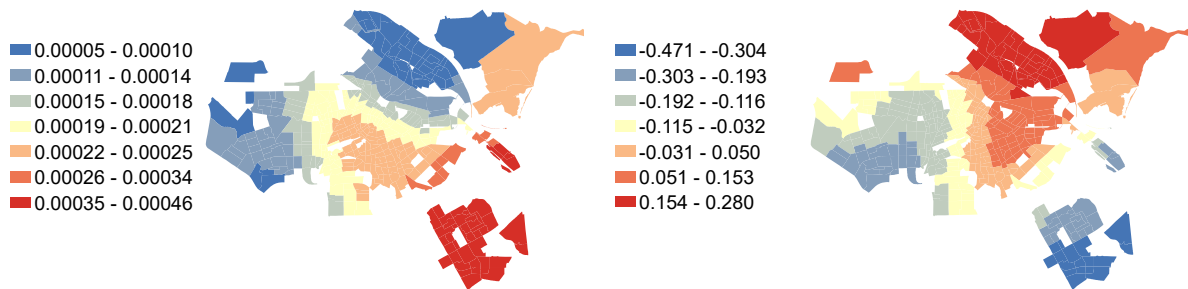 0.00005 - 0.00010
0.00011 - 0.00014
0.00015 - 0.00018
0.00019 - 0.00021
0.00022 - 0.00025
0.00026 - 0.00034
0.00035 - 0.00046
-0.471 - -0.304
-0.303 - -0.193
-0.192 - -0.116
-0.115 - -0.032
-0.031 - 0.050
0.051 - 0.153
0.154 - 0.280